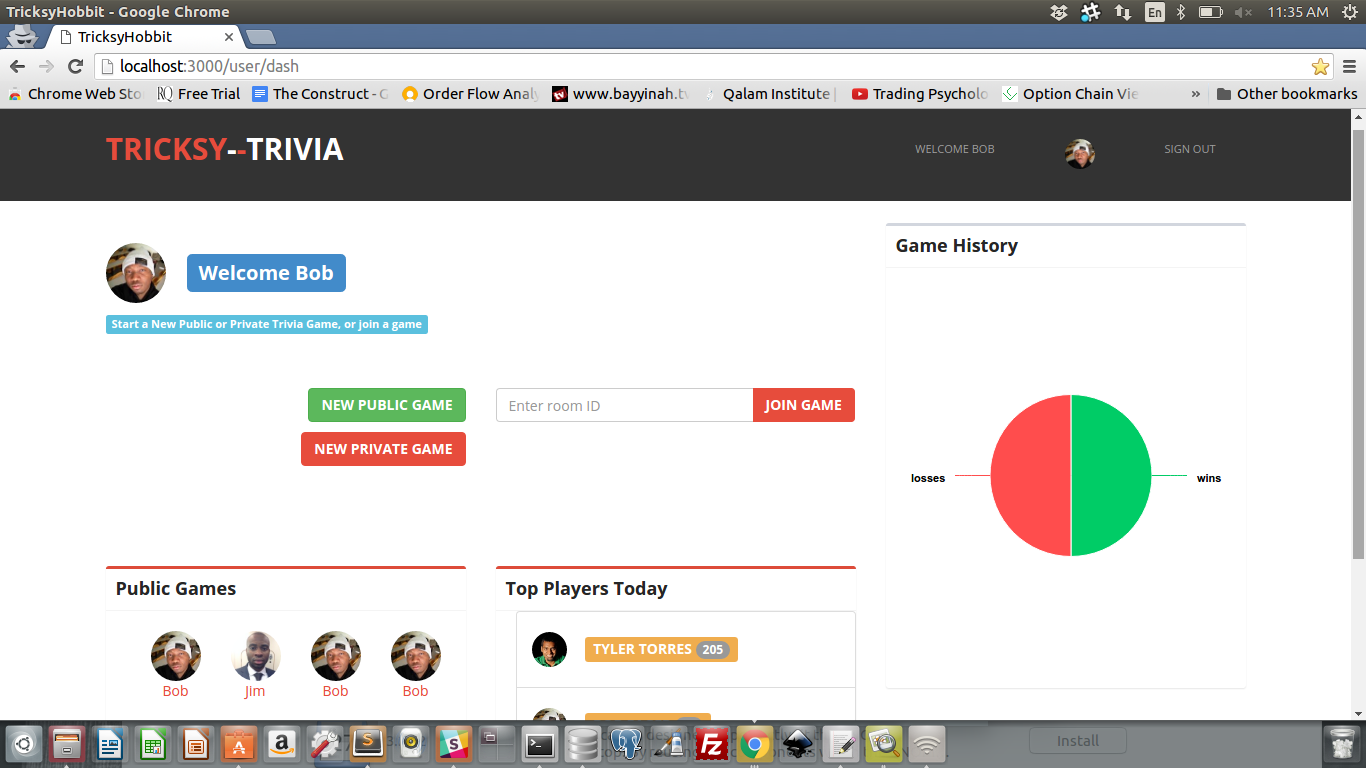 TricksyHobbit - Google Chrome
En
11:35 AM
TricksyHobbit
localhost:3000/user/dash
Chrome Web Sto
Free Trial
The Construct - G
Order Flow Analy
www.bayyinah.tv
Qalam Institute |
Trading Psycholo
Option Chain Vie
»
Other bookmarks
TRICKSY--TRIVIA
WELCOME BOB
SIGN OUT
Welcome Bob
Start a New Public or Private Trivia Game, or join a game
NEW PUBLIC GAME
Enter room ID
JOIN GAME
NEW PRIVATE GAME
Game History
losses
wins
Public Games
Bob
Jim
Bob
Bob
Top Players Today
TYLER TORRES 205
Install